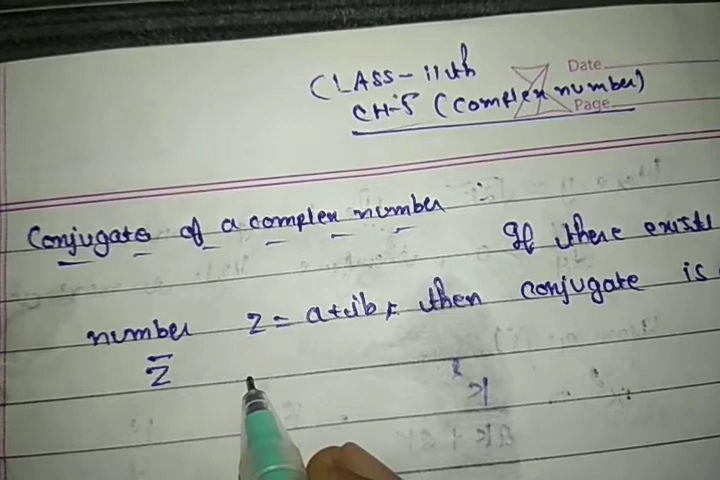 CLASS-11th
Date
CH-5 (complex number)
Page
Conjugate of a complex number :-
If there exists
number z = a+ib, then conjugate is
z̄